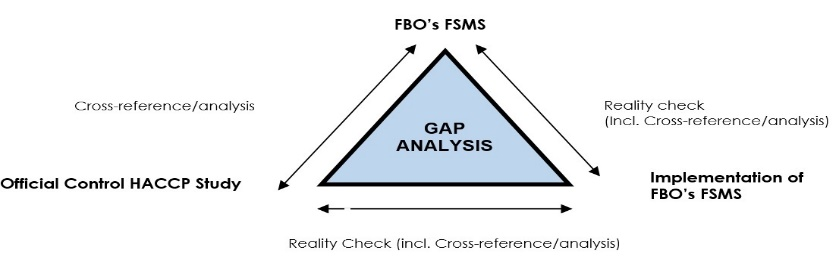 FBO's FSMS
Cross-reference/analysis
Reality check
(Incl. Cross-reference/analysis)
GAP
ANALYSIS
Official Control HACCP Study
Implementation of
FBO's FSMS
Reality Check (incl. Cross-reference/analysis)